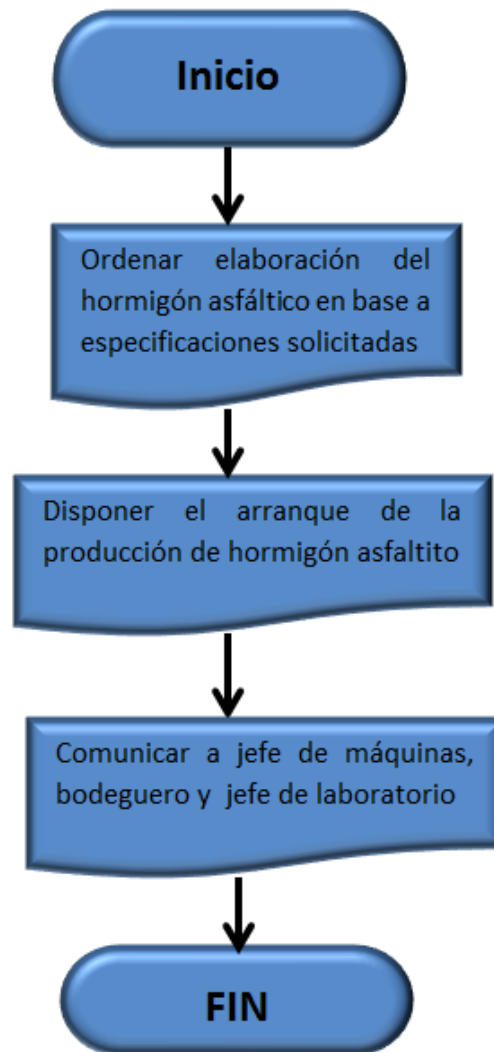 Inicio
Ordenar elaboración del
hormigón asfáltico en base a
especificaciones solicitadas
Disponer el arranque de la
producción de hormigón asfaltito
Comunicar a jefe de máquinas,
bodeguero y jefe de laboratorio
FIN